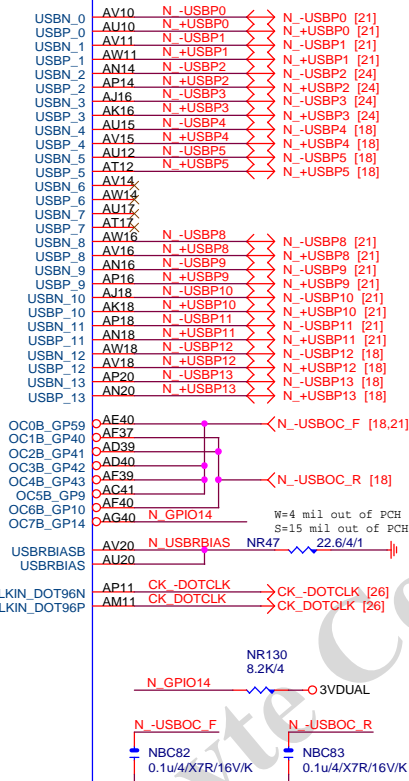 USBN_0 AV10 N_-USBP0 N_-USBP0 [21]
USBP_0 AU10 N_+USBP0 N_+USBP0 [21]
USBN_1 AV11 N_-USBP1 N_-USBP1 [21]
USBP_1 AW11 N_+USBP1 N_+USBP1 [21]
USBN_2 AN14 N_-USBP2 N_-USBP2 [24]
USBP_2 AP14 N_+USBP2 N_+USBP2 [24]
USBN_3 AJ16 N_-USBP3 N_-USBP3 [24]
USBP_3 AK16 N_+USBP3 N_+USBP3 [24]
USBN_4 AU15 N_-USBP4 N_-USBP4 [18]
USBP_4 AV15 N_+USBP4 N_+USBP4 [18]
USBN_5 AU12 N_-USBP5 N_-USBP5 [18]
USBP_5 AT12 N_+USBP5 N_+USBP5 [18]
USBN_6 AV14
USBP_6 AW14
USBN_7 AU17
USBP_7 AT17
USBN_8 AW16 N_-USBP8 N_-USBP8 [21]
USBP_8 AV16 N_+USBP8 N_+USBP8 [21]
USBN_9 AN16 N_-USBP9 N_-USBP9 [21]
USBP_9 AP16 N_+USBP9 N_+USBP9 [21]
USBN_10 AJ18 N_-USBP10 N_-USBP10 [21]
USBP_10 AK18 N_+USBP10 N_+USBP10 [21]
USBN_11 AP18 N_-USBP11 N_-USBP11 [21]
USBP_11 AN18 N_+USBP11 N_+USBP11 [21]
USBN_12 AW18 N_-USBP12 N_-USBP12 [18]
USBP_12 AV18 N_+USBP12 N_+USBP12 [18]
USBN_13 AP20 N_-USBP13 N_-USBP13 [18]
USBP_13 AN20 N_+USBP13 N_+USBP13 [18]
OC0B_GP59 AE40 N_-USBOC_F [18,21]
OC1B_GP40 AF37
OC2B_GP41 AD39
OC3B_GP42 AD40
OC4B_GP43 AF39 N_-USBOC_R [18]
OC5B_GP9 AC41
OC6B_GP10 AF40
OC7B_GP14 AG40 N_GPIO14
W=4 mil out of PCH
S=15 mil out of PCH
USBRBIASB AV20 N_USBRBIAS NR47 22.6/4/1
USBRBIAS AU20
LKIN_DOT96N AP11 CK_-DOTCLK CK_-DOTCLK [26]
LKIN_DOT96P AM11 CK_DOTCLK CK_DOTCLK [26]
NR130
8.2K/4
N_GPIO14 3VDUAL
N_-USBOC_F N_-USBOC_R
NBC82 NBC83
0.1u/4/X7R/16V/K 0.1u/4/X7R/16V/K